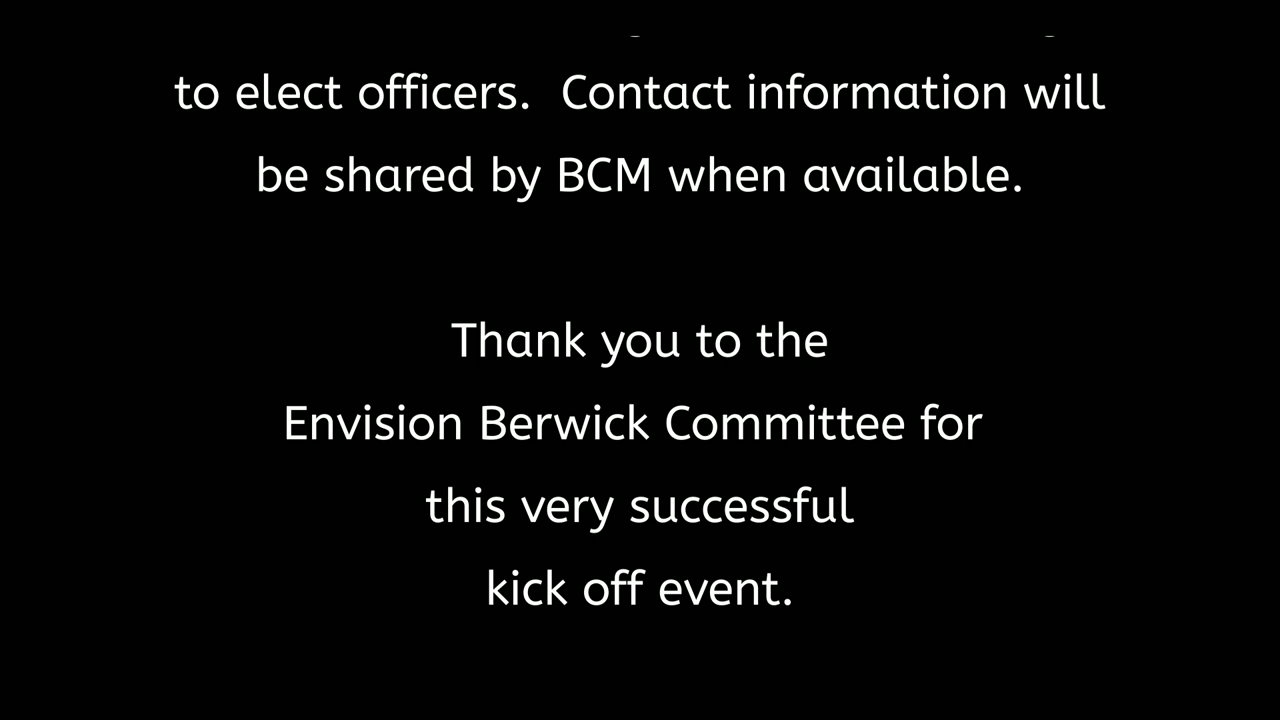 to elect officers.  Contact information will
be shared by BCM when available.
Thank you to the
Envision Berwick Committee for
this very successful
kick off event.